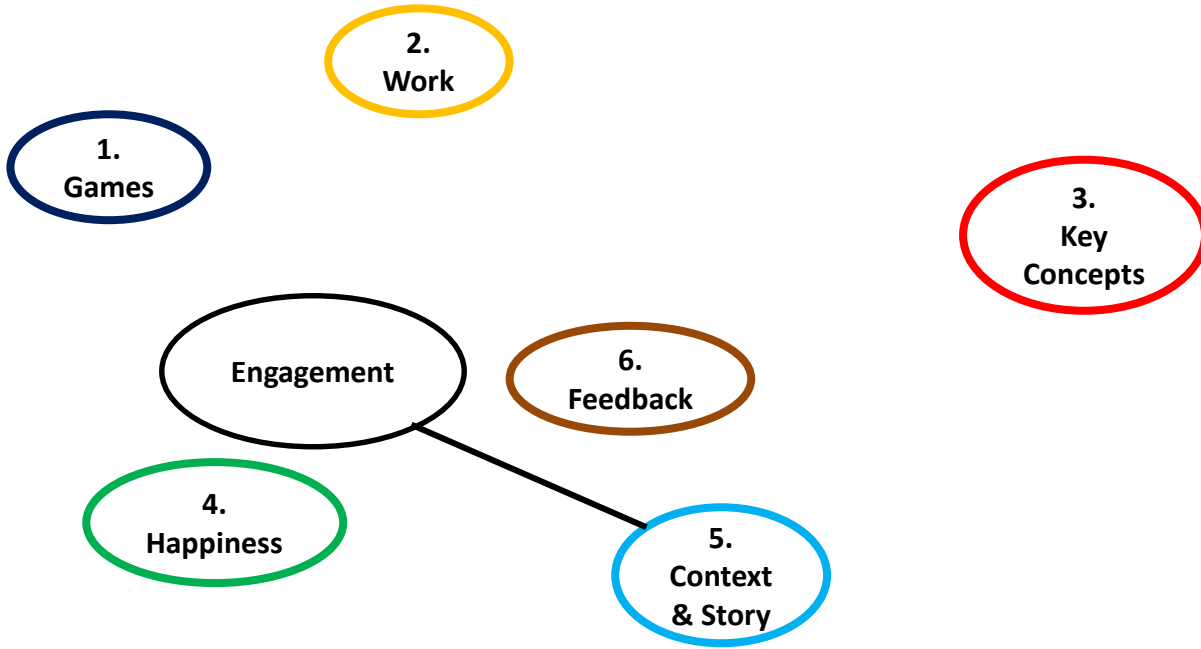 2.
Work
1.
Games
3.
Key
Concepts
Engagement
6.
Feedback
4.
Happiness
5.
Context
& Story